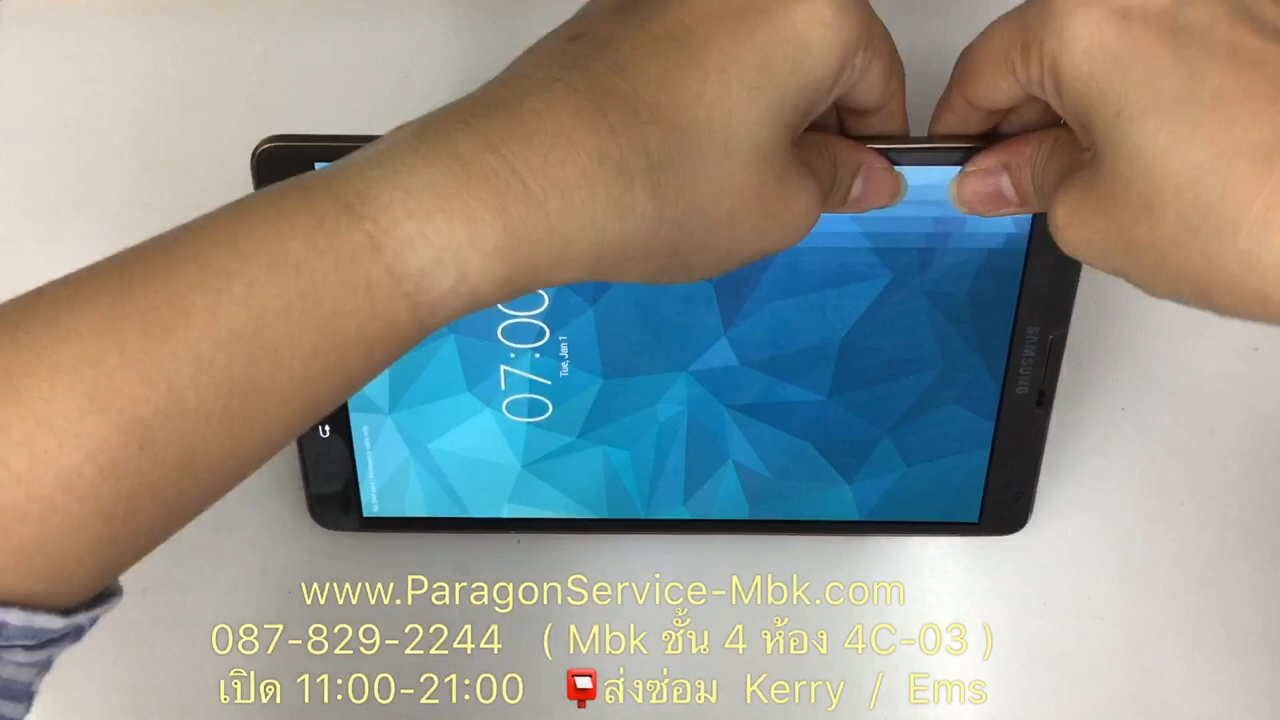 07:00
Tue, Jan 1
SAMSUNG
www.ParagonService-Mbk.com
087-829-2244 ( Mbk ชั้น 4 ห้อง 4C-03 )
เปิด 11:00-21:00 📮ส่งซ่อม Kerry / Ems